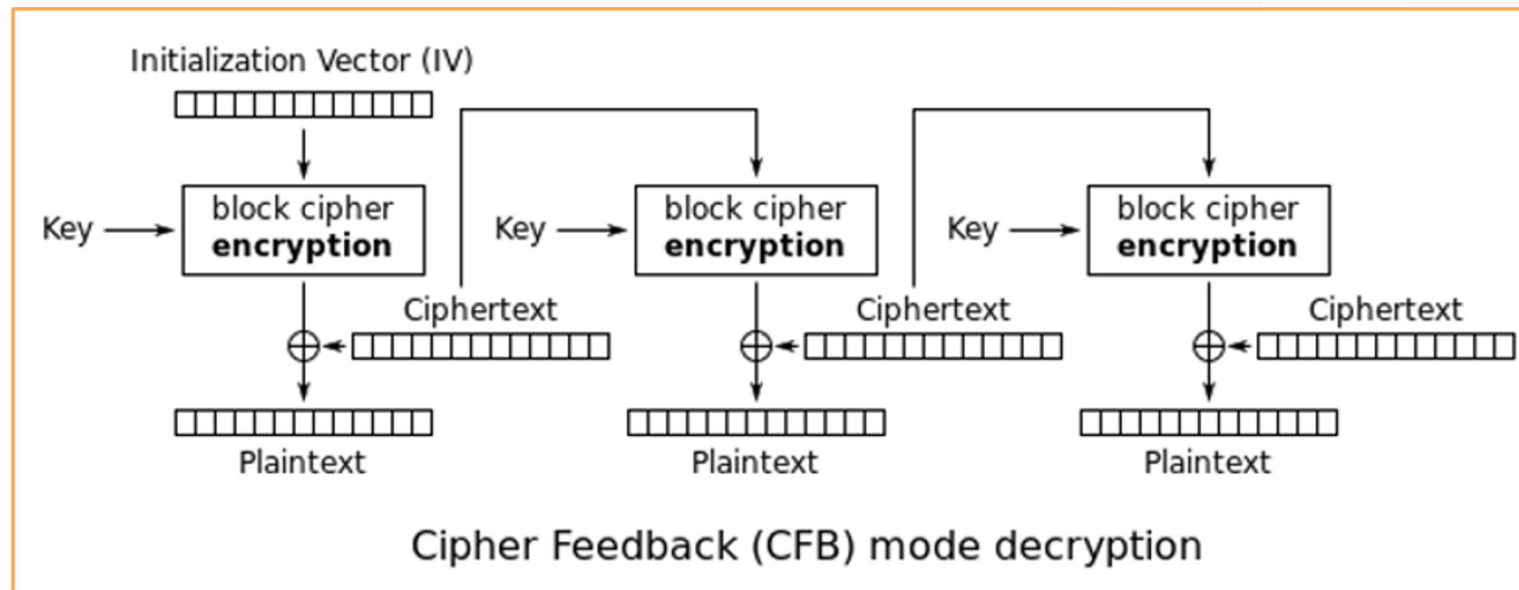 Initialization Vector (IV)
Key
block cipher
encryption
Key
block cipher
encryption
Key
block cipher
encryption
Ciphertext
Ciphertext
Ciphertext
Plaintext
Plaintext
Plaintext
Cipher Feedback (CFB) mode decryption